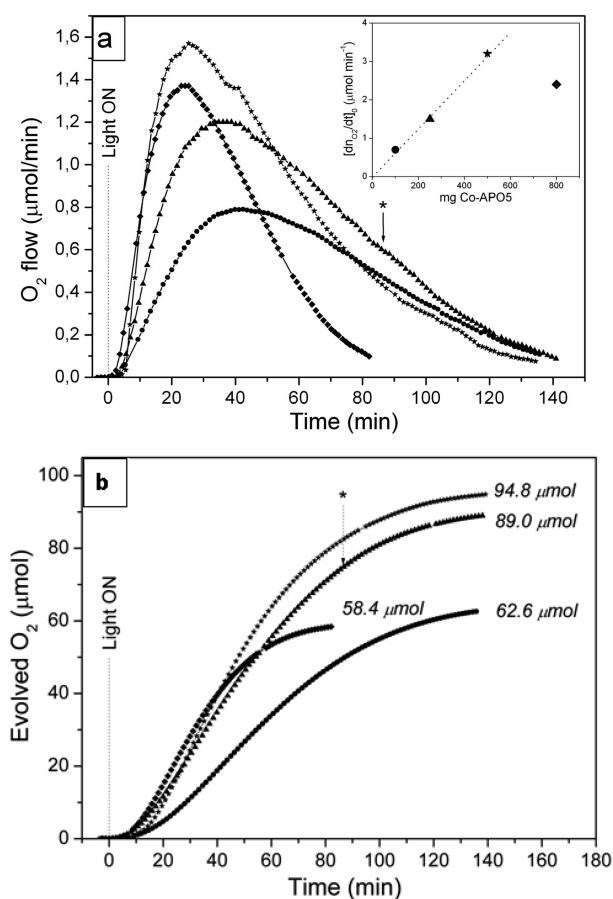 a
Light ON
O2 flow (μmol/min)
1,6
1,4
1,2
1,0
0,8
0,6
0,4
0,2
0,0
0 20 40 60 80 100 120 140
Time (min)
*
[dnO2/dt]0 (μmol min-1)
4
3
2
1
0
0 200 400 600 800
mg Co-APO5
b
Light ON
Evolved O2 (μmol)
100
80
60
40
20
0
*
94.8 μmol
89.0 μmol
58.4 μmol
62.6 μmol
0 20 40 60 80 100 120 140 160 180
Time (min)